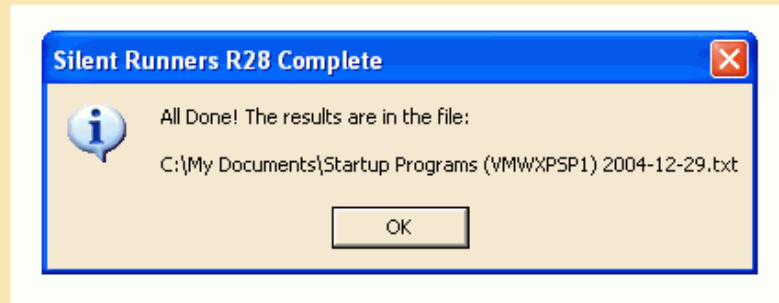 Silent Runners R28 Complete
All Done! The results are in the file:
C:\My Documents\Startup Programs (VMWXPSP1) 2004-12-29.txt
OK